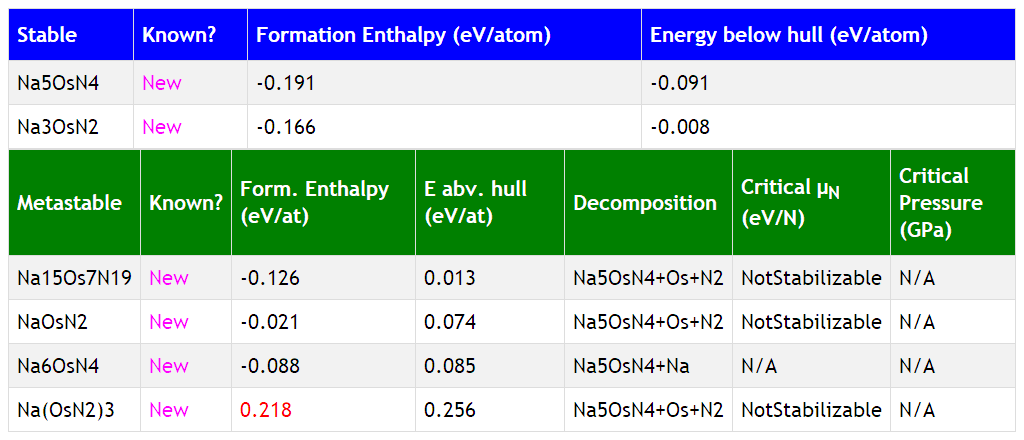 Stable Known? Formation Enthalpy (eV/atom) Energy below hull (eV/atom)
Na5OsN4 New -0.191 -0.091
Na3OsN2 New -0.166 -0.008
Metastable Known? Form. Enthalpy (eV/at) E abv. hull (eV/at) Decomposition Critical μN (eV/N) Critical Pressure (GPa)
Na15Os7N19 New -0.126 0.013 Na5OsN4+Os+N2 NotStabilizable N/A
NaOsN2 New -0.021 0.074 Na5OsN4+Os+N2 NotStabilizable N/A
Na6OsN4 New -0.088 0.085 Na5OsN4+Na N/A N/A
Na(OsN2)3 New 0.218 0.256 Na5OsN4+Os+N2 NotStabilizable N/A